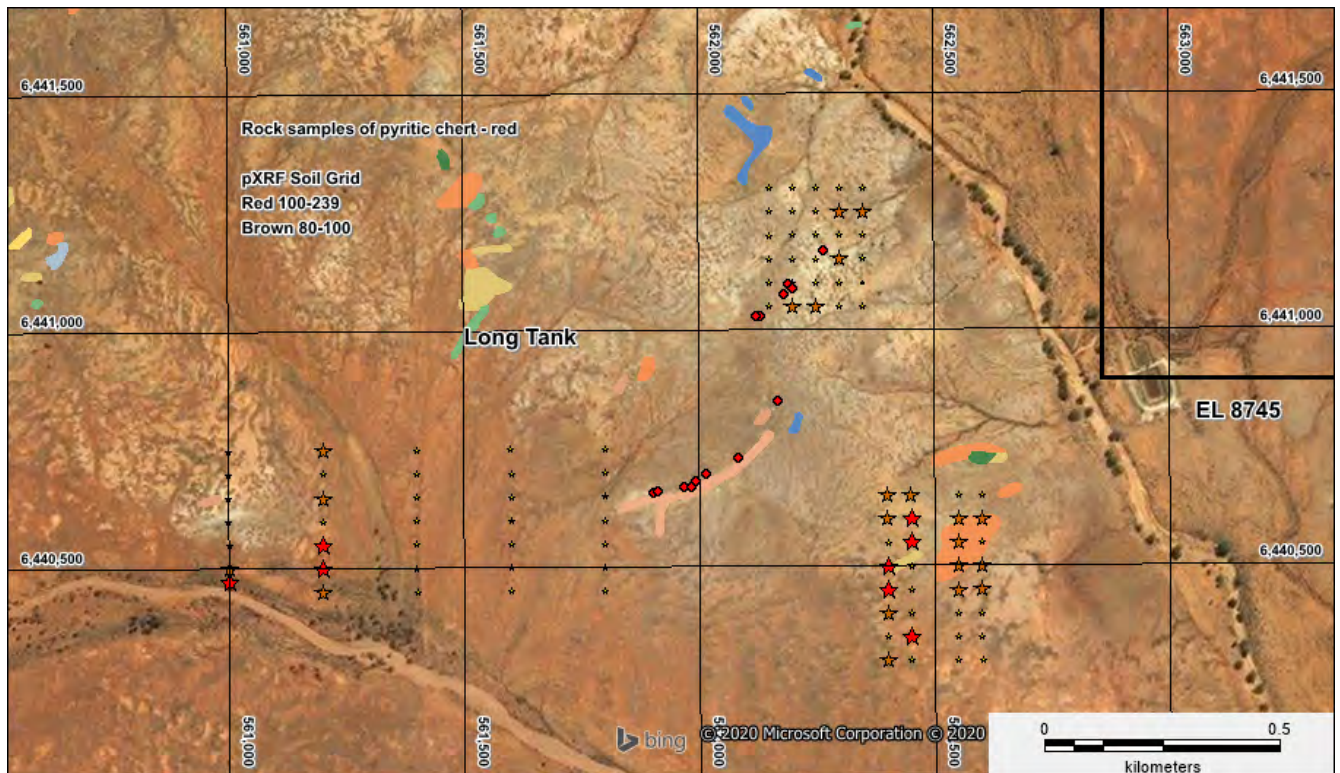 561,000
561,500
562,000
562,500
563,000
6,441,500
6,441,500
Rock samples of pyritic chert - red
pXRF Soil Grid
Red 100-239
Brown 80-100
6,441,000
6,441,000
Long Tank
EL 8745
6,440,500
6,440,500
561,000
561,500
562,000
562,500
bing
© 2020 Microsoft Corporation © 2020
0 0.5
kilometers